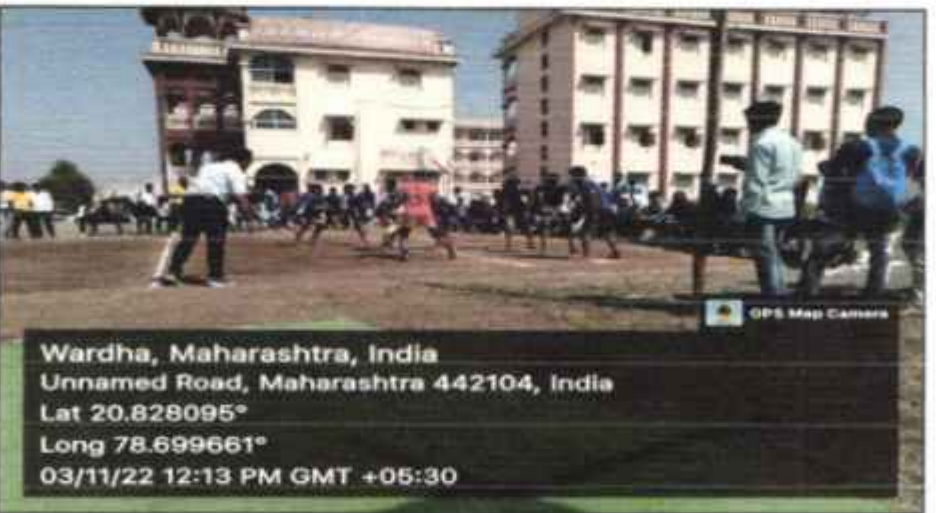 GPS Map Camera
Wardha, Maharashtra, India
Unnamed Road, Maharashtra 442104, India
Lat 20.828095°
Long 78.699661°
03/11/22 12:13 PM GMT +05:30